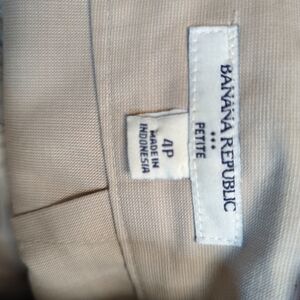 BANANA REPUBLIC
PETITE
4P
MADE IN
INDONESIA